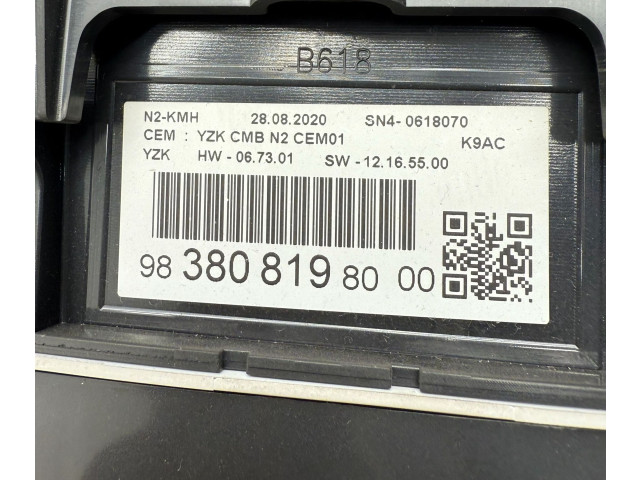 B618
N2-KMH 28.08.2020 SN4- 0618070
CEM : YZK CMB N2 CEM01 K9AC
YZK HW - 06.73.01 SW - 12.16.55.00
98 380 819 80 00